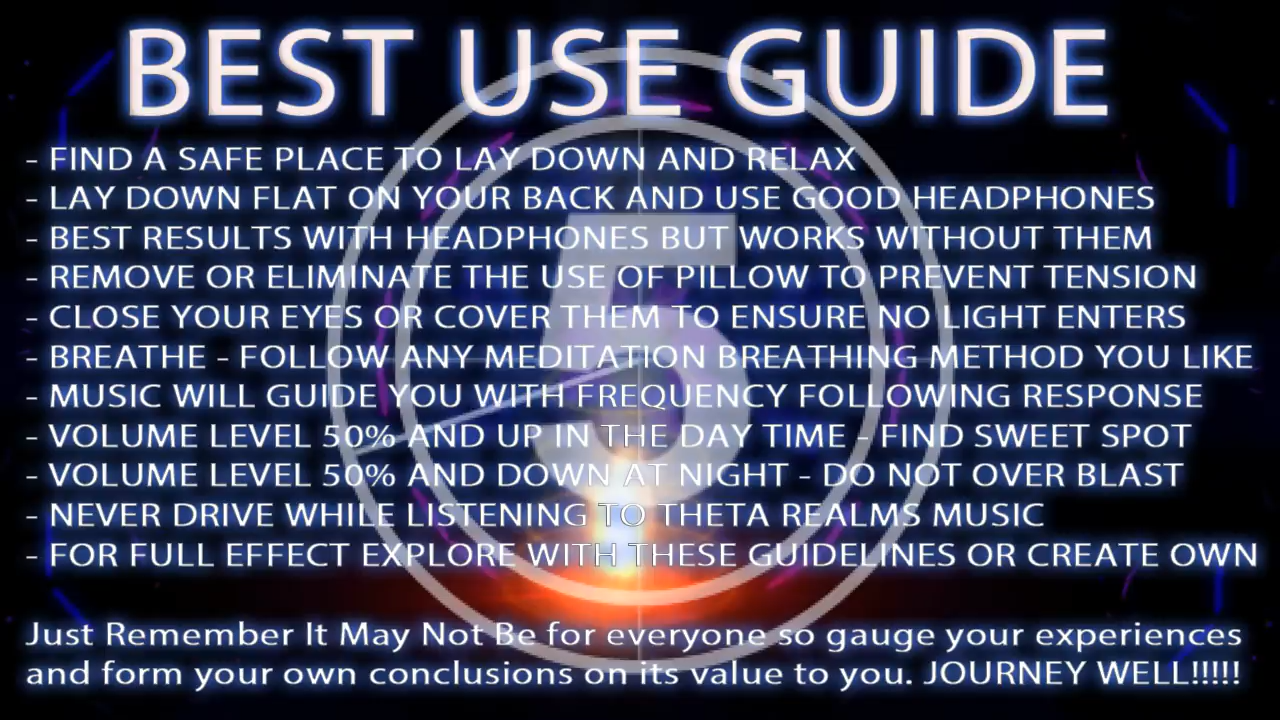 BEST USE GUIDE
- FIND A SAFE PLACE TO LAY DOWN AND RELAX
- LAY DOWN FLAT ON YOUR BACK AND USE GOOD HEADPHONES
- BEST RESULTS WITH HEADPHONES BUT WORKS WITHOUT THEM
- REMOVE OR ELIMINATE THE USE OF PILLOW TO PREVENT TENSION
- CLOSE YOUR EYES OR COVER THEM TO ENSURE NO LIGHT ENTERS
- BREATHE - FOLLOW ANY MEDITATION BREATHING METHOD YOU LIKE
- MUSIC WILL GUIDE YOU WITH FREQUENCY FOLLOWING RESPONSE
- VOLUME LEVEL 50% AND UP IN THE DAY TIME - FIND SWEET SPOT
- VOLUME LEVEL 50% AND DOWN AT NIGHT - DO NOT OVER BLAST
- NEVER DRIVE WHILE LISTENING TO THETA REALMS MUSIC
- FOR FULL EFFECT EXPLORE WITH THESE GUIDELINES OR CREATE OWN
5
Just Remember It May Not Be for everyone so gauge your experiences
and form your own conclusions on its value to you. JOURNEY WELL!!!!!